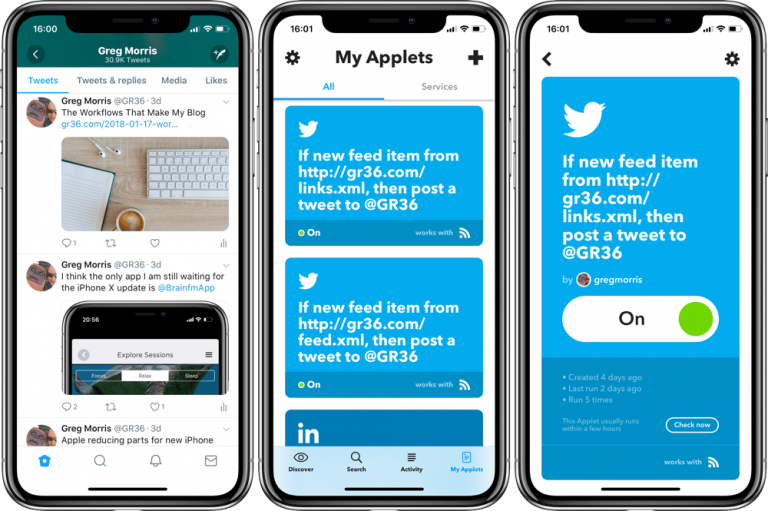 16:00
Greg Morris
30.9K Tweets
Tweets
Tweets & replies
Media
Likes
Greg Morris @GR36 · 3d
The Workflows That Make My Blog
gr36.com/2018-01-17-wor...
1
Greg Morris @GR36 · 3d
I think the only app I am still waiting for
the iPhone X update is @BrainfmApp
20:56
Explore Sessions
Focus
Relax
Sleep
2
1
Greg Morris @GR36 · 3d
Apple reducing parts for new iPhone
16:01
My Applets
All
Services
If new feed item from
http://gr36.com/
links.xml, then post a
tweet to @GR36
On
works with
If new feed item from
http://gr36.com/
feed.xml, then post a
tweet to @GR36
On
works with
in
Discover
Search
Activity
My Applets
16:01
If new feed item
from http://
gr36.com/
links.xml, then
post a tweet to
@GR36
by gregmorris
On
• Created 4 days ago
• Last run 2 days ago
• Run 5 times
This Applet usually runs
within a few hours
Check now
works with